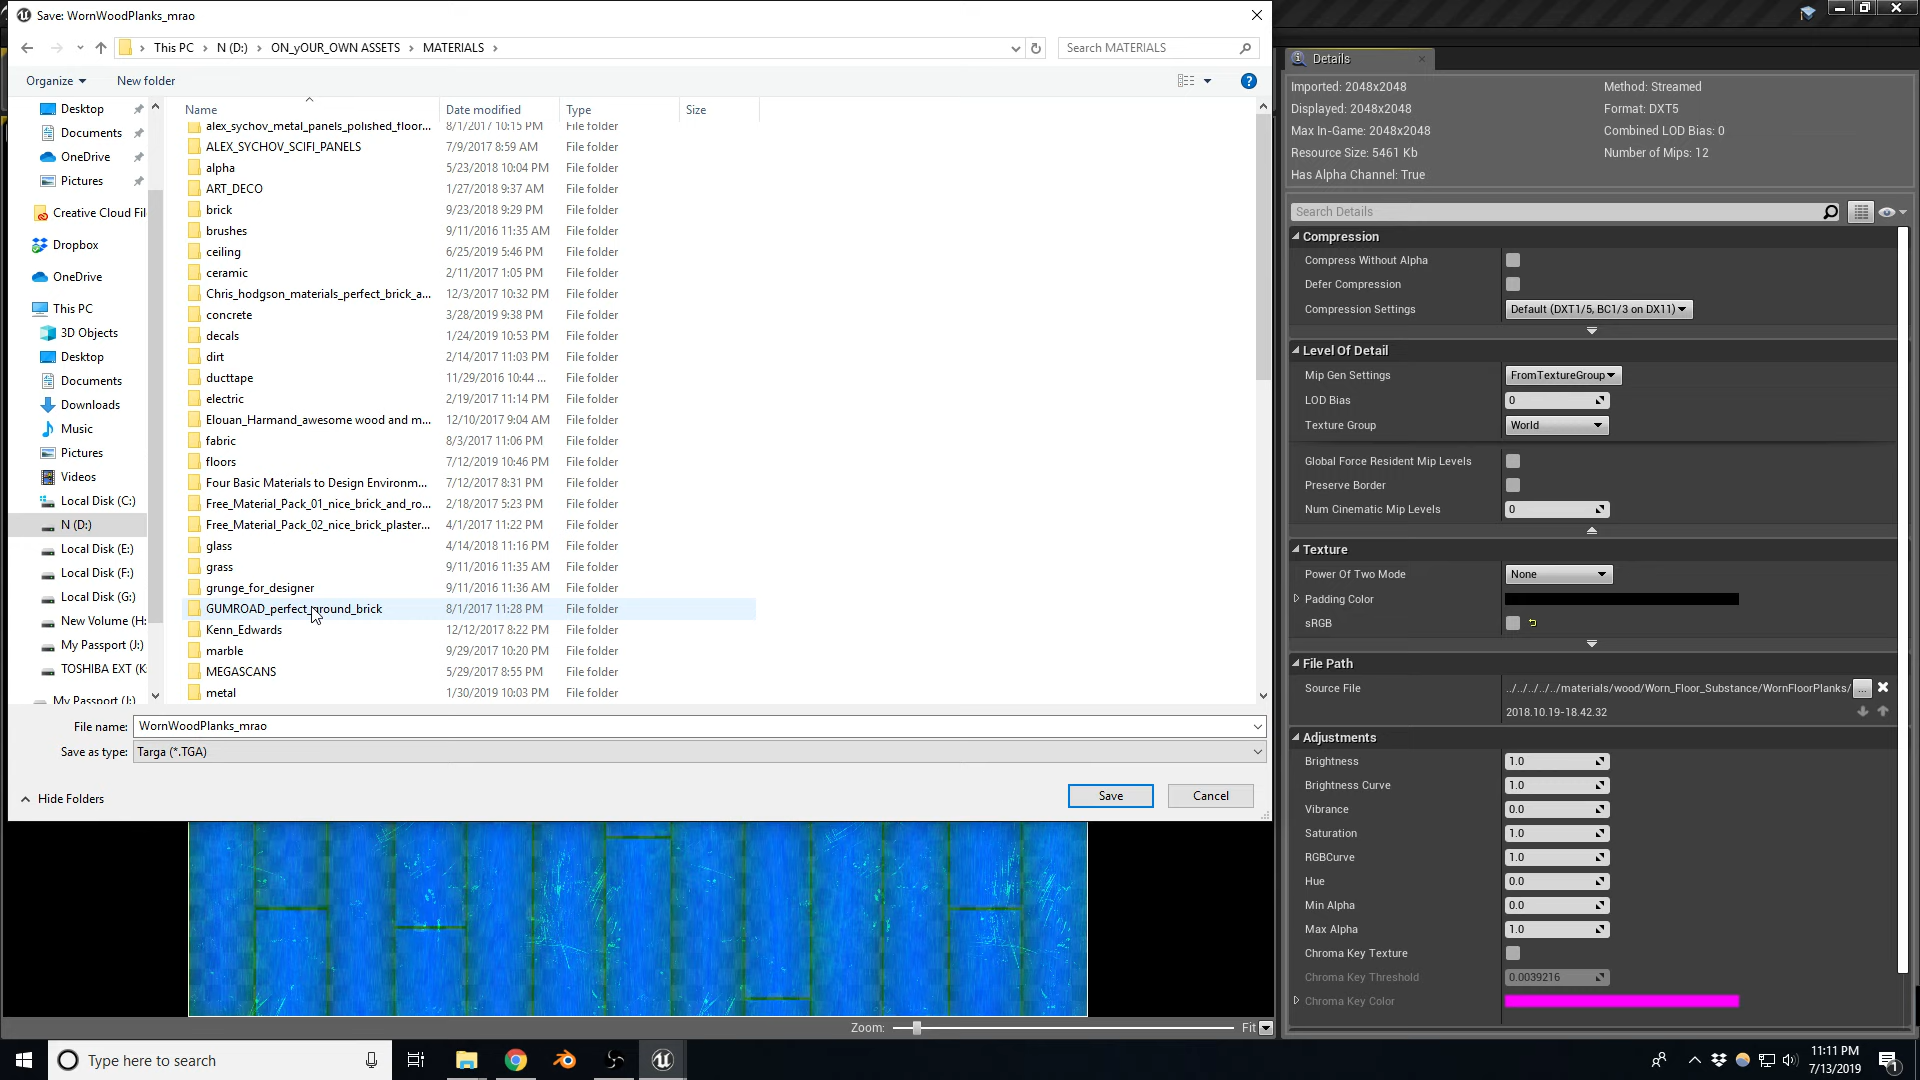 Save: WornWoodPlanks_mrao
This PC
N (D:)
ON_yOUR_OWN ASSETS
MATERIALS
Search MATERIALS
Organize
New folder
Name
Date modified
Type
Size
Desktop
Documents
OneDrive
Pictures
Creative Cloud Fil
Dropbox
OneDrive
This PC
3D Objects
Desktop
Documents
Downloads
Music
Pictures
Videos
Local Disk (C:)
N (D:)
Local Disk (E:)
Local Disk (F:)
Local Disk (G:)
New Volume (H:
My Passport (J:)
TOSHIBA EXT (K
My Passport (J:)
alex_sychov_metal_panels_polished_floor... 8/1/2017 10:15 PM File folder
ALEX_SYCHOV_SCIFI_PANELS 7/9/2017 8:59 AM File folder
alpha 5/23/2018 10:04 PM File folder
ART_DECO 1/27/2018 9:37 AM File folder
brick 9/23/2018 9:29 PM File folder
brushes 9/11/2016 11:35 AM File folder
ceiling 6/25/2019 5:46 PM File folder
ceramic 2/11/2017 1:05 PM File folder
Chris_hodgson_materials_perfect_brick_a... 12/3/2017 10:32 PM File folder
concrete 3/28/2019 9:38 PM File folder
decals 1/24/2019 10:53 PM File folder
dirt 2/14/2017 11:03 PM File folder
ducttape 11/29/2016 10:44 ... File folder
electric 2/19/2017 11:14 PM File folder
Elouan_Harmand_awesome wood and m... 12/10/2017 9:04 AM File folder
fabric 8/3/2017 11:06 PM File folder
floors 7/12/2019 10:46 PM File folder
Four Basic Materials to Design Environm... 7/12/2017 8:31 PM File folder
Free_Material_Pack_01_nice_brick_and_ro... 2/18/2017 5:23 PM File folder
Free_Material_Pack_02_nice_brick_plaster... 4/1/2017 11:22 PM File folder
glass 4/14/2018 11:16 PM File folder
grass 9/11/2016 11:35 AM File folder
grunge_for_designer 9/11/2016 11:36 AM File folder
GUMROAD_perfect_ground_brick 8/1/2017 11:28 PM File folder
Kenn_Edwards 12/12/2017 8:22 PM File folder
marble 9/29/2017 10:20 PM File folder
MEGASCANS 5/29/2017 8:55 PM File folder
metal 1/30/2019 10:03 PM File folder
File name: WornWoodPlanks_mrao
Save as type: Targa (*.TGA)
Hide Folders
Save
Cancel
Zoom:
Fit
Details
Imported: 2048x2048 Method: Streamed
Displayed: 2048x2048 Format: DXT5
Max In-Game: 2048x2048 Combined LOD Bias: 0
Resource Size: 5461 Kb Number of Mips: 12
Has Alpha Channel: True
Search Details
Compression
Compress Without Alpha
Defer Compression
Compression Settings Default (DXT1/5, BC1/3 on DX11)
Level Of Detail
Mip Gen Settings FromTextureGroup
LOD Bias 0
Texture Group World
Global Force Resident Mip Levels
Preserve Border
Num Cinematic Mip Levels 0
Texture
Power Of Two Mode None
Padding Color
sRGB
File Path
Source File ../../../../../materials/wood/Worn_Floor_Substance/WornFloorPlanks/ ...
2018.10.19-18.42.32
Adjustments
Brightness 1.0
Brightness Curve 1.0
Vibrance 0.0
Saturation 1.0
RGBCurve 1.0
Hue 0.0
Min Alpha 0.0
Max Alpha 1.0
Chroma Key Texture
Chroma Key Threshold 0.0039216
Chroma Key Color
Type here to search
11:11 PM
7/13/2019
1